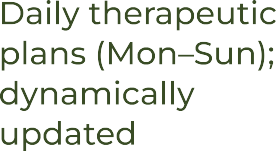 Daily therapeutic
plans (Mon–Sun);
dynamically
updated